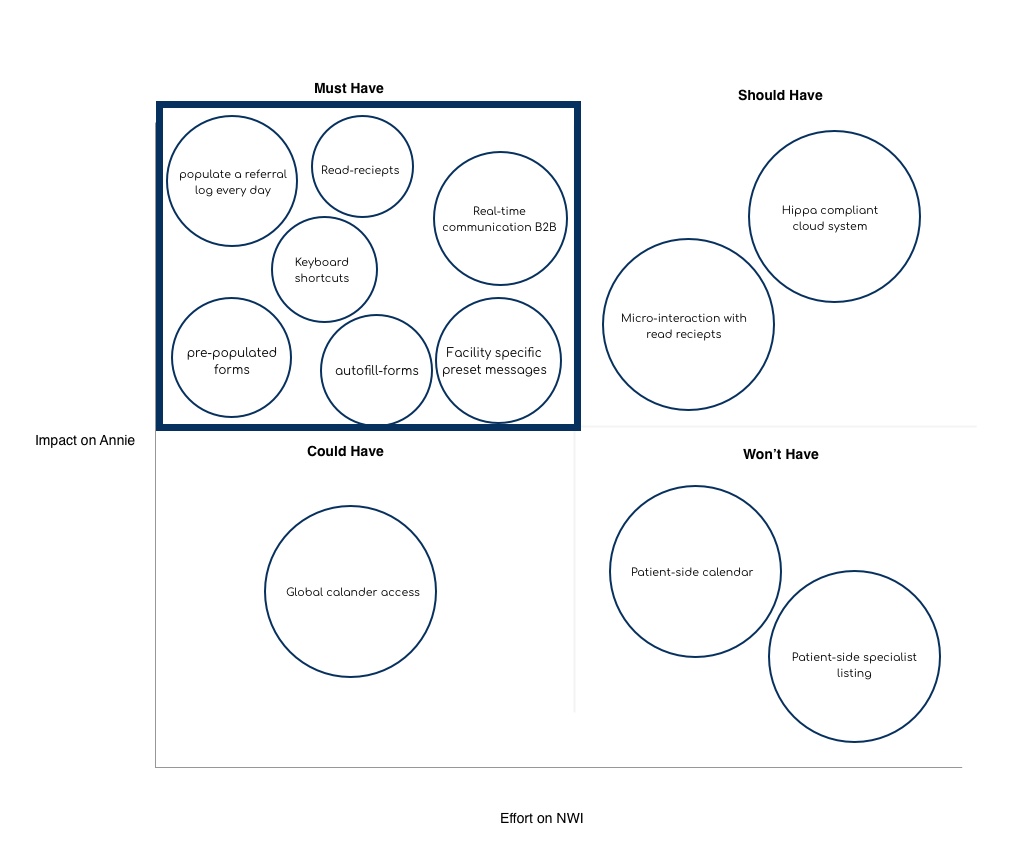 Must Have
Should Have
populate a referral
log every day
Read-reciepts
Real-time
communication B2B
Keyboard
shortcuts
pre-populated
forms
autofill-forms
Facility specific
preset messages
Hippa compliant
cloud system
Micro-interaction with
read reciepts
Impact on Annie
Could Have
Won’t Have
Global calander access
Patient-side calendar
Patient-side specialist
listing
Effort on NWI